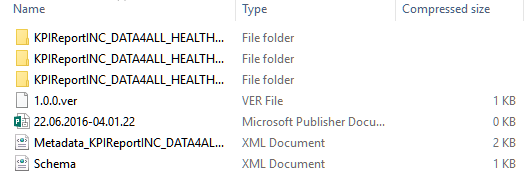 Name Type Compressed size
KPIReportINC_DATA4ALL_HEALTH... File folder
KPIReportINC_DATA4ALL_HEALTH... File folder
KPIReportINC_DATA4ALL_HEALTH... File folder
1.0.0.ver VER File 1 KB
22.06.2016-04.01.22 Microsoft Publisher Docu... 0 KB
Metadata_KPIReportINC_DATA4AL... XML Document 2 KB
Schema XML Document 1 KB